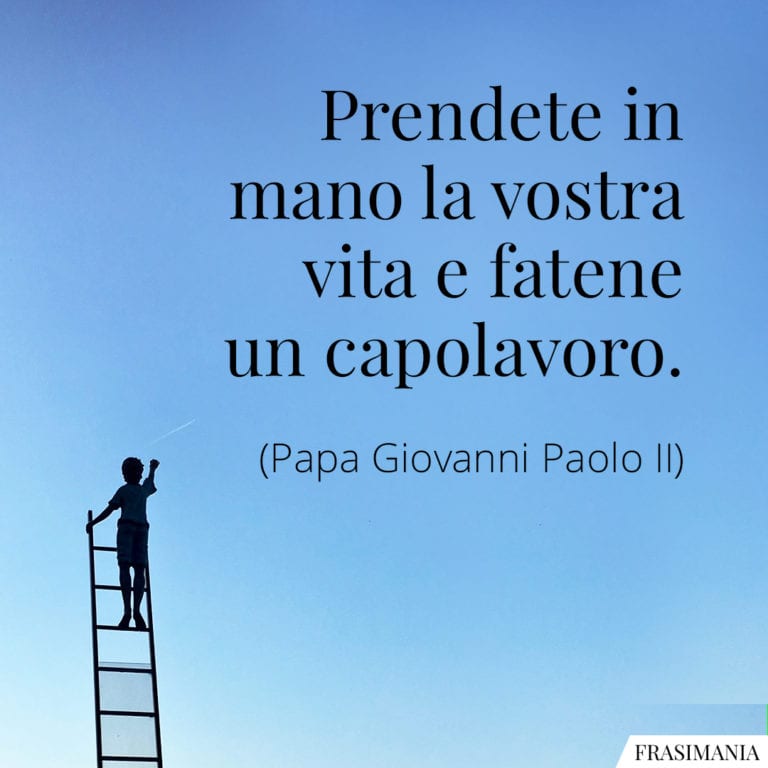 Prendete in
mano la vostra
vita e fatene
un capolavoro.
(Papa Giovanni Paolo II)
FRASIMANIA